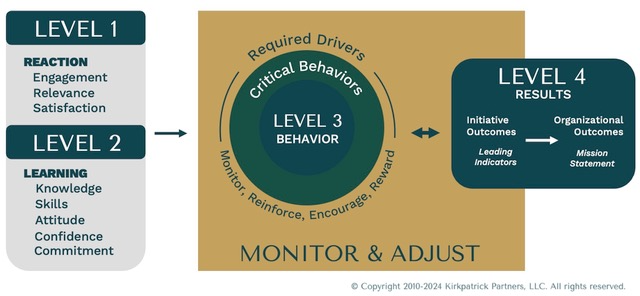 LEVEL 1
REACTION
Engagement
Relevance
Satisfaction
LEVEL 2
LEARNING
Knowledge
Skills
Attitude
Confidence
Commitment
Required Drivers
Critical Behaviors
LEVEL 3
BEHAVIOR
Monitor, Reinforce, Encourage, Reward
MONITOR & ADJUST
LEVEL 4
RESULTS
Initiative
Outcomes
Leading
Indicators
Organizational
Outcomes
Mission
Statement
© Copyright 2010-2024 Kirkpatrick Partners, LLC. All rights reserved.